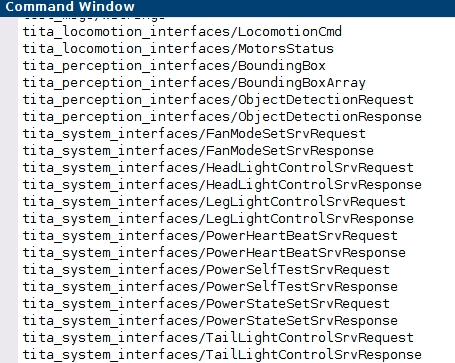 Command Window
tita_locomotion_interfaces/LocomotionCmd
tita_locomotion_interfaces/MotorsStatus
tita_perception_interfaces/BoundingBox
tita_perception_interfaces/BoundingBoxArray
tita_perception_interfaces/ObjectDetectionRequest
tita_perception_interfaces/ObjectDetectionResponse
tita_system_interfaces/FanModeSetSrvRequest
tita_system_interfaces/FanModeSetSrvResponse
tita_system_interfaces/HeadLightControlSrvRequest
tita_system_interfaces/HeadLightControlSrvResponse
tita_system_interfaces/LegLightControlSrvRequest
tita_system_interfaces/LegLightControlSrvResponse
tita_system_interfaces/PowerHeartBeatSrvRequest
tita_system_interfaces/PowerHeartBeatSrvResponse
tita_system_interfaces/PowerSelfTestSrvRequest
tita_system_interfaces/PowerSelfTestSrvResponse
tita_system_interfaces/PowerStateSetSrvRequest
tita_system_interfaces/PowerStateSetSrvResponse
tita_system_interfaces/TailLightControlSrvRequest
tita_system_interfaces/TailLightControlSrvResponse